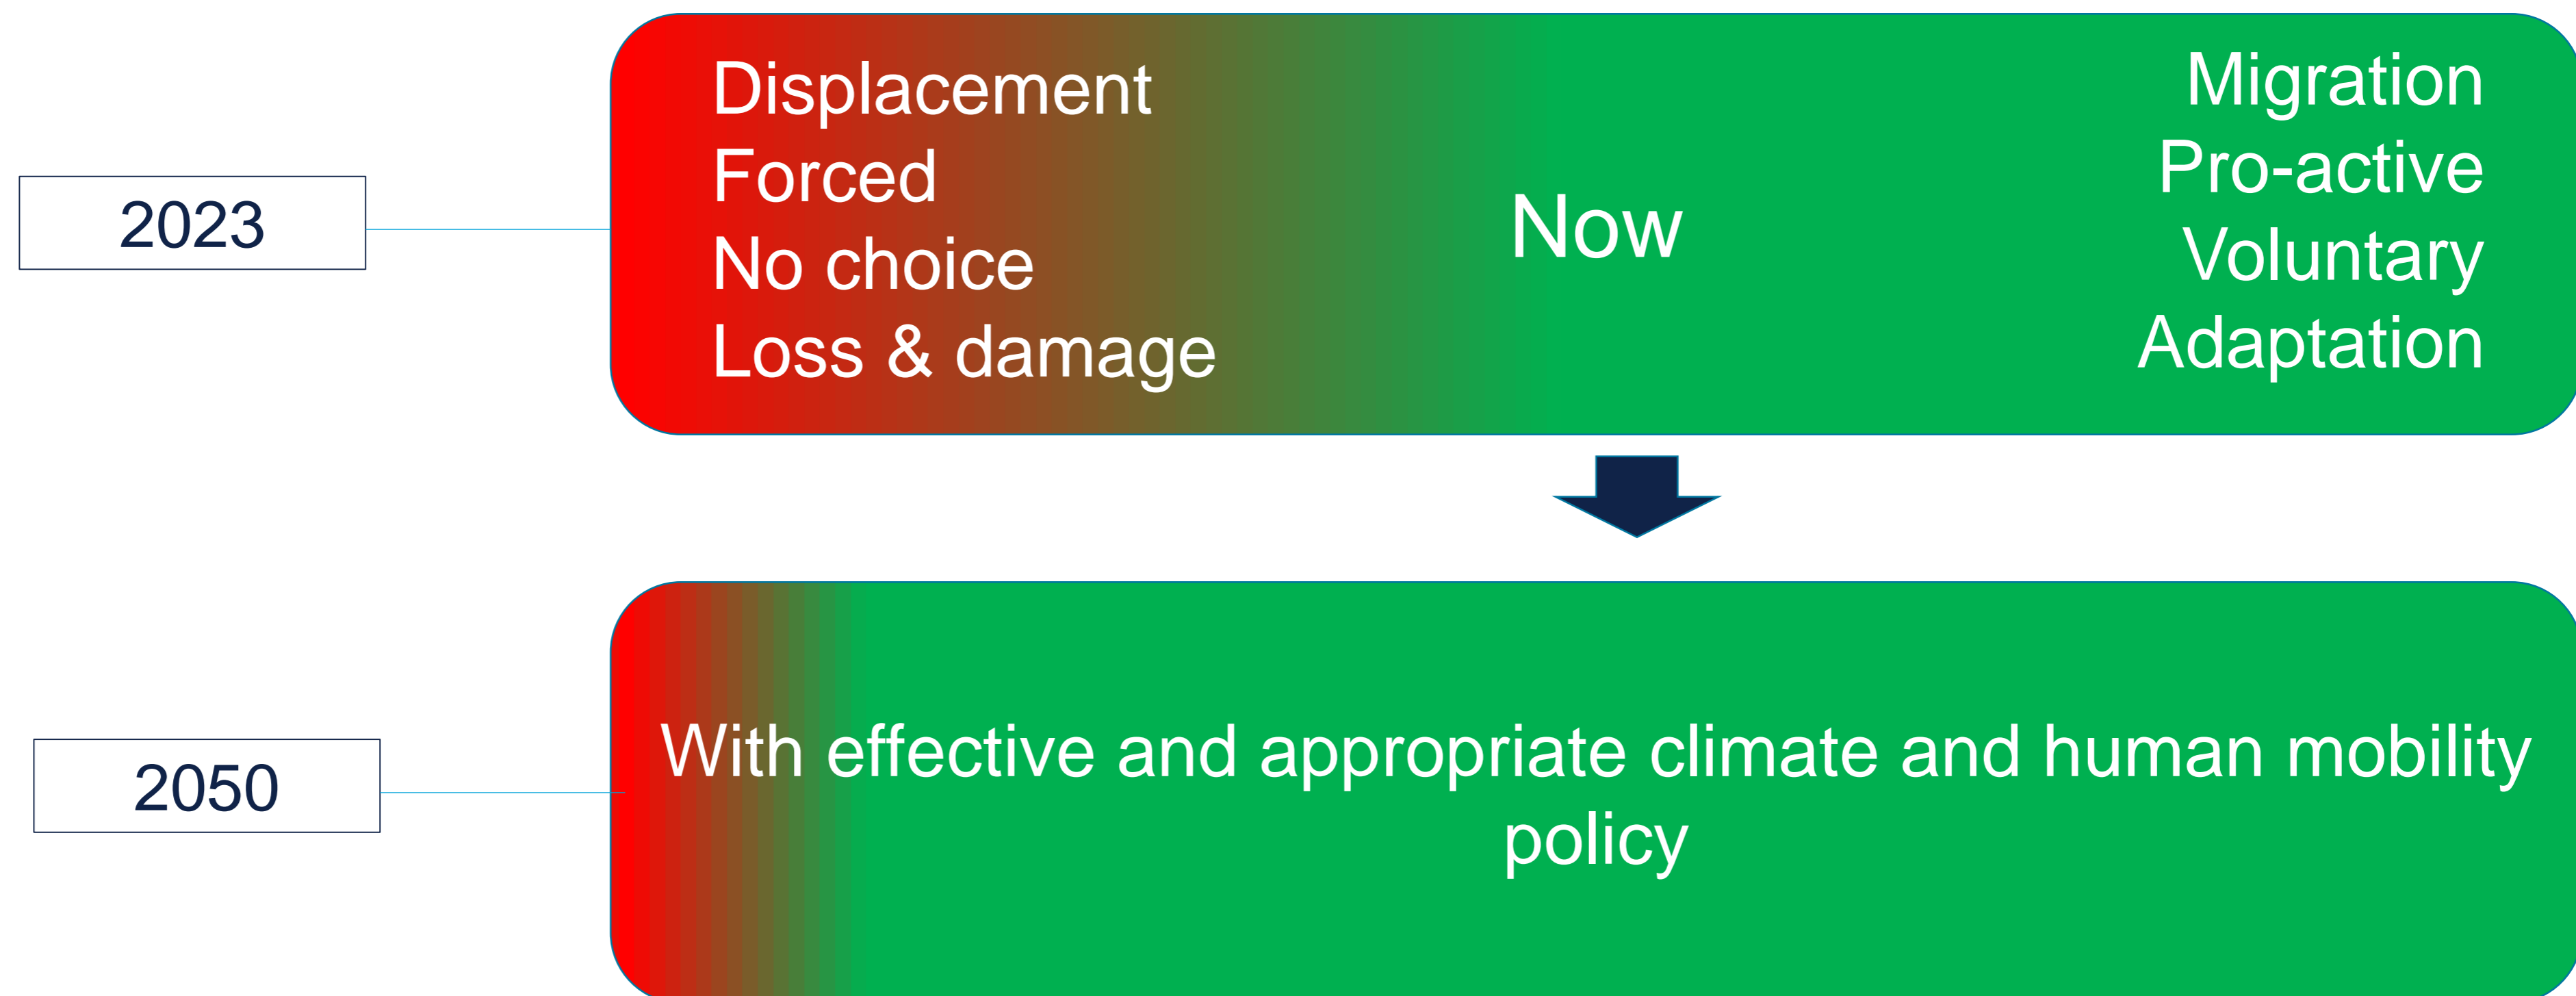 2023
Displacement
Forced
No choice
Loss & damage
Now
Migration
Pro-active
Voluntary
Adaptation
2050
With effective and appropriate climate and human mobility
policy